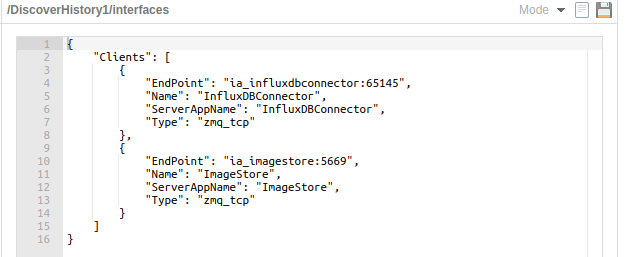 /DiscoverHistory1/interfaces
Mode
1 {
2 "Clients": [
3 {
4 "EndPoint": "ia_influxdbconnector:65145",
5 "Name": "InfluxDBConnector",
6 "ServerAppName": "InfluxDBConnector",
7 "Type": "zmq_tcp"
8 },
9 {
10 "EndPoint": "ia_imagestore:5669",
11 "Name": "ImageStore",
12 "ServerAppName": "ImageStore",
13 "Type": "zmq_tcp"
14 }
15 ]
16 }